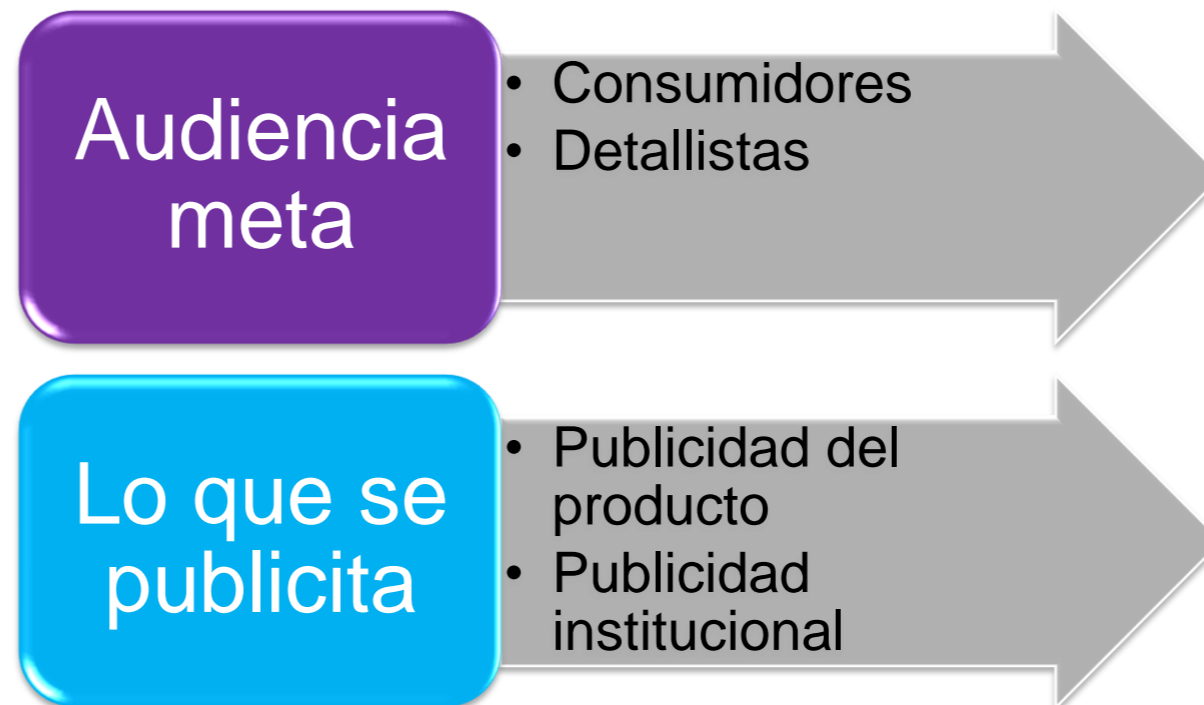 Audiencia
meta
• Consumidores
• Detallistas
Lo que se
publicita
• Publicidad del
producto
• Publicidad
institucional